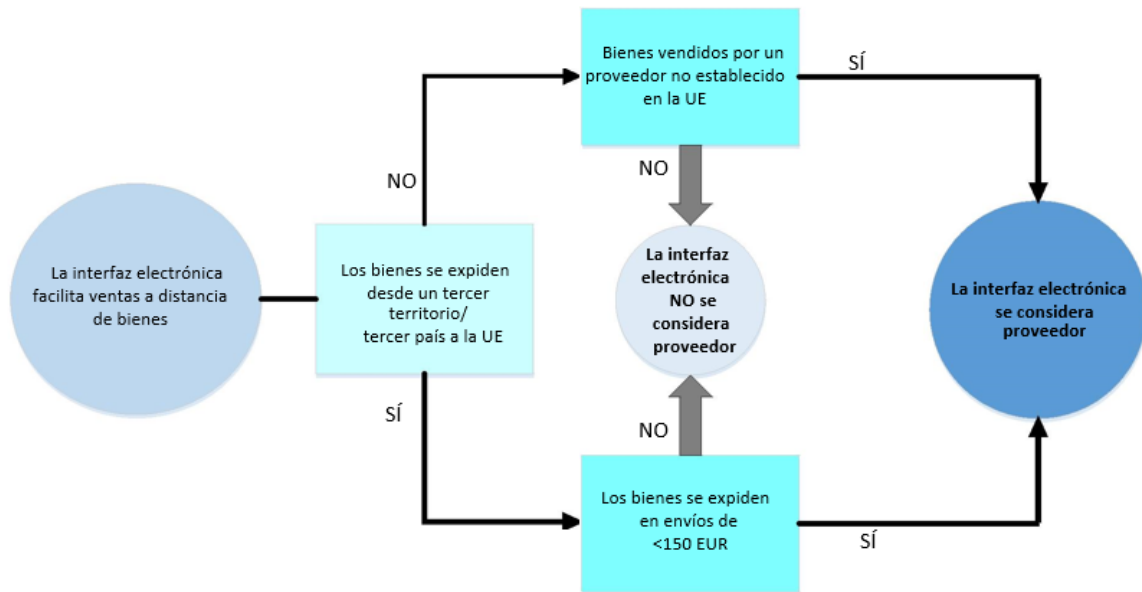 La interfaz electrónica
facilita ventas a distancia
de bienes
Los bienes se expiden
desde un tercer
territorio/
tercer país a la UE
NO
SÍ
Bienes vendidos por un
proveedor no establecido
en la UE
NO
SÍ
La interfaz
electrónica
NO se
considera
proveedor
NO
Los bienes se expiden
en envíos de
<150 EUR
SÍ
La interfaz electrónica
se considera
proveedor